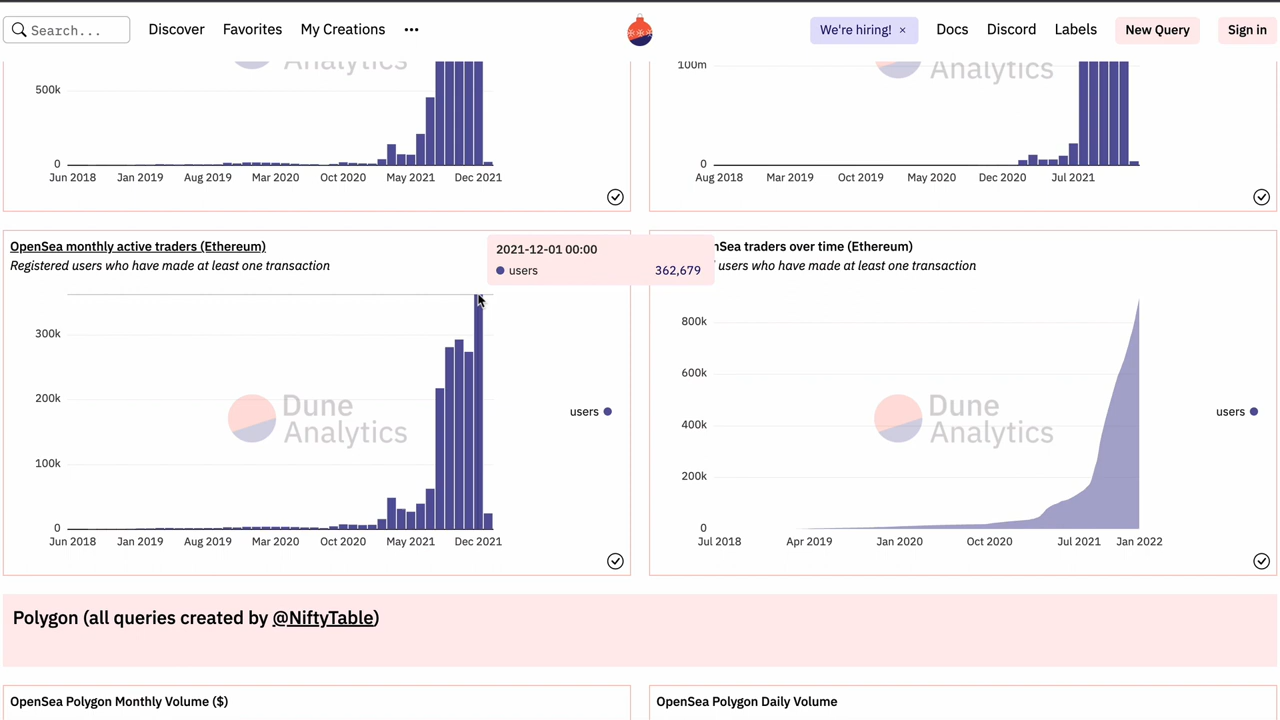 Search...
Discover
Favorites
My Creations
We're hiring! ×
Docs
Discord
Labels
New Query
Sign in
Analytics
500k
0
Jun 2018 Jan 2019 Aug 2019 Mar 2020 Oct 2020 May 2021 Dec 2021
100m
Analytics
0
Aug 2018 Mar 2019 Oct 2019 May 2020 Dec 2020 Jul 2021
OpenSea monthly active traders (Ethereum)
Registered users who have made at least one transaction
2021-12-01 00:00
users 362,679
300k
200k
100k
0
Dune
Analytics
users
Jun 2018 Jan 2019 Aug 2019 Mar 2020 Oct 2020 May 2021 Dec 2021
nSea traders over time (Ethereum)
users who have made at least one transaction
800k
600k
400k
200k
0
Dune
Analytics
users
Jul 2018 Apr 2019 Jan 2020 Oct 2020 Jul 2021 Jan 2022
Polygon (all queries created by @NiftyTable)
OpenSea Polygon Monthly Volume ($)
OpenSea Polygon Daily Volume